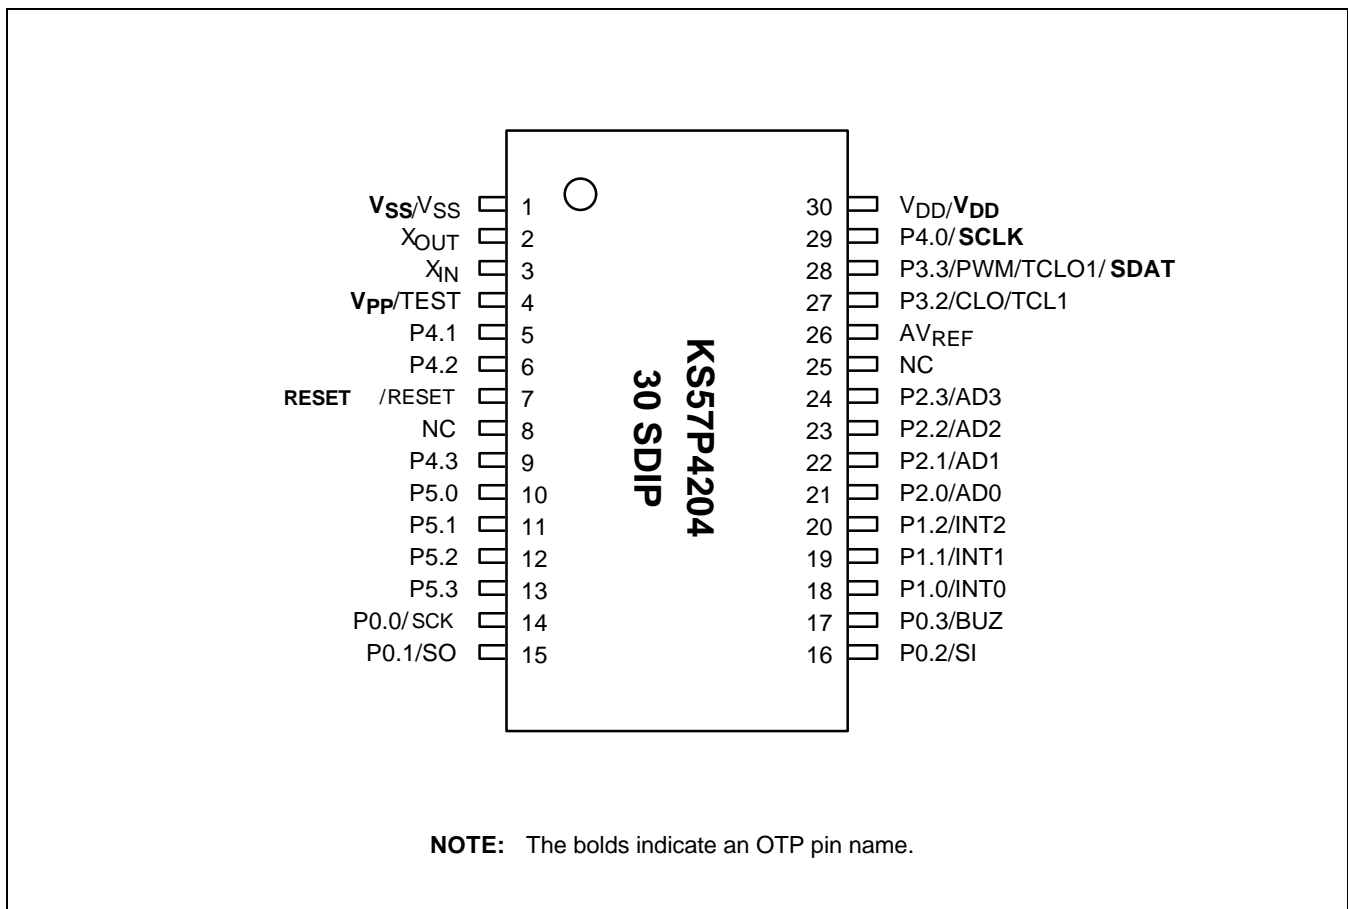 VSS/VSS 1
XOUT 2
XIN 3
VPP/TEST 4
P4.1 5
P4.2 6
RESET /RESET 7
NC 8
P4.3 9
P5.0 10
P5.1 11
P5.2 12
P5.3 13
P0.0/SCK 14
P0.1/SO 15
KS57P4204
30 SDIP
30 VDD/VDD
29 P4.0/SCLK
28 P3.3/PWM/TCLO1/SDAT
27 P3.2/CLO/TCL1
26 AVREF
25 NC
24 P2.3/AD3
23 P2.2/AD2
22 P2.1/AD1
21 P2.0/AD0
20 P1.2/INT2
19 P1.1/INT1
18 P1.0/INT0
17 P0.3/BUZ
16 P0.2/SI
NOTE: The bolds indicate an OTP pin name.